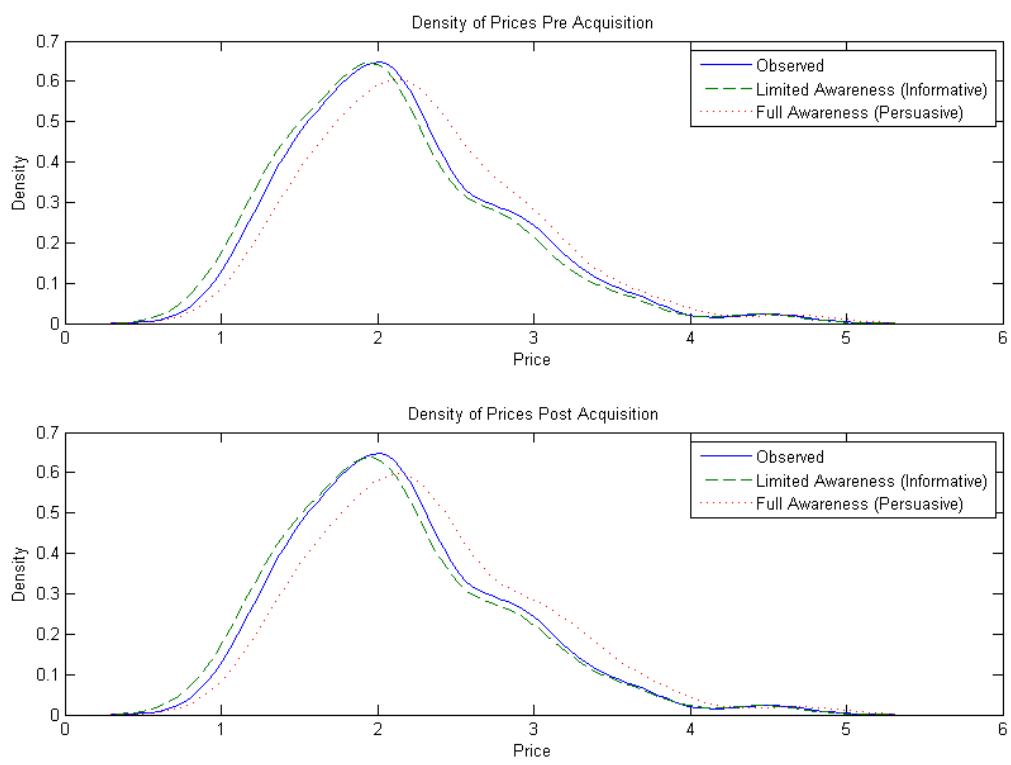 Density of Prices Pre Acquisition
0.7
0.6
0.5
0.4
0.3
0.2
0.1
0
Density
Observed
Limited Awareness (Informative)
Full Awareness (Persuasive)
0 1 2 3 4 5 6
Price
Density of Prices Post Acquisition
0.7
0.6
0.5
0.4
0.3
0.2
0.1
0
Density
Observed
Limited Awareness (Informative)
Full Awareness (Persuasive)
0 1 2 3 4 5 6
Price